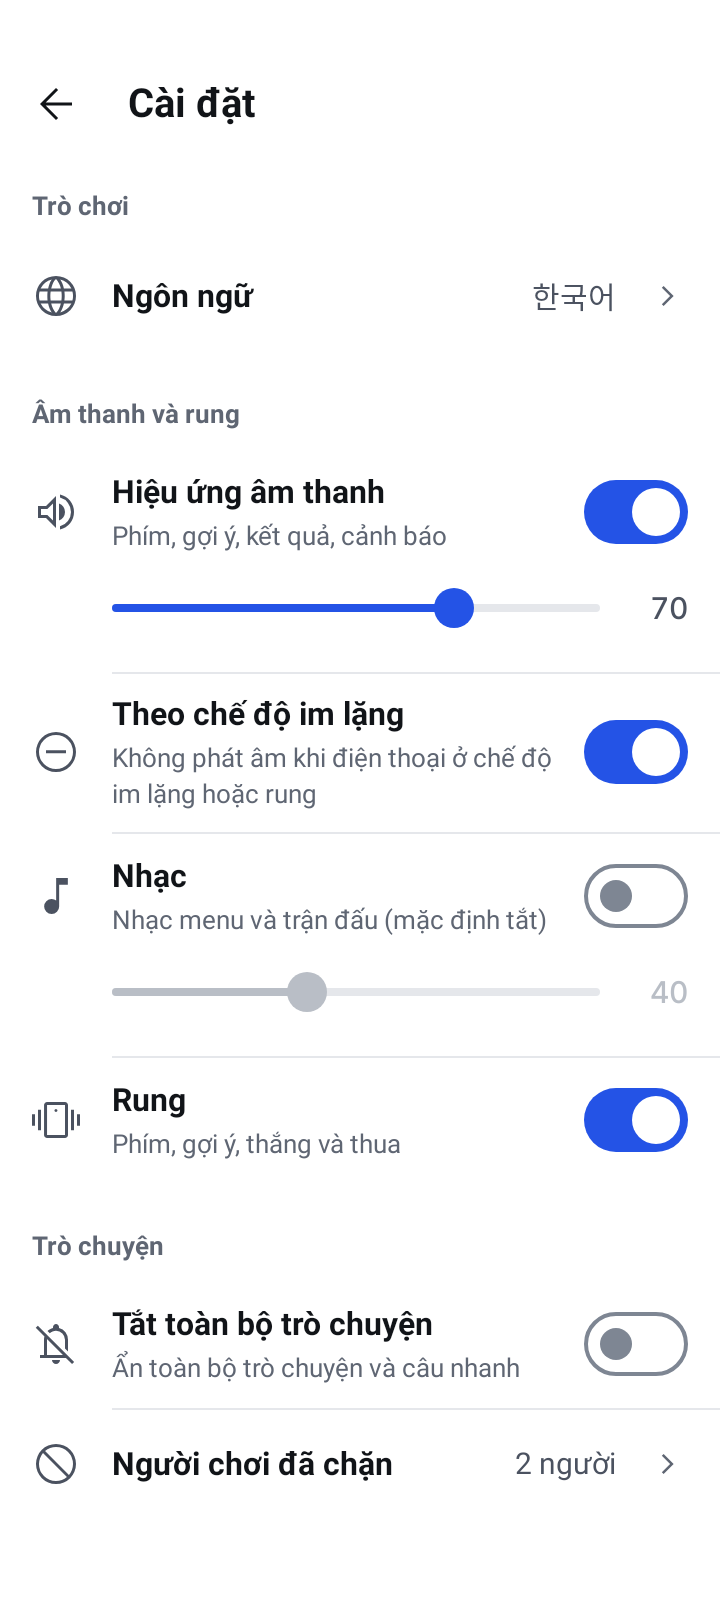 Cài đặt
Trò chơi
Ngôn ngữ
한국어
Âm thanh và rung
Hiệu ứng âm thanh
Phím, gợi ý, kết quả, cảnh báo
70
Theo chế độ im lặng
Không phát âm khi điện thoại ở chế độ
im lặng hoặc rung
Nhạc
Nhạc menu và trận đấu (mặc định tắt)
40
Rung
Phím, gợi ý, thắng và thua
Trò chuyện
Tắt toàn bộ trò chuyện
Ẩn toàn bộ trò chuyện và câu nhanh
Người chơi đã chặn
2 người